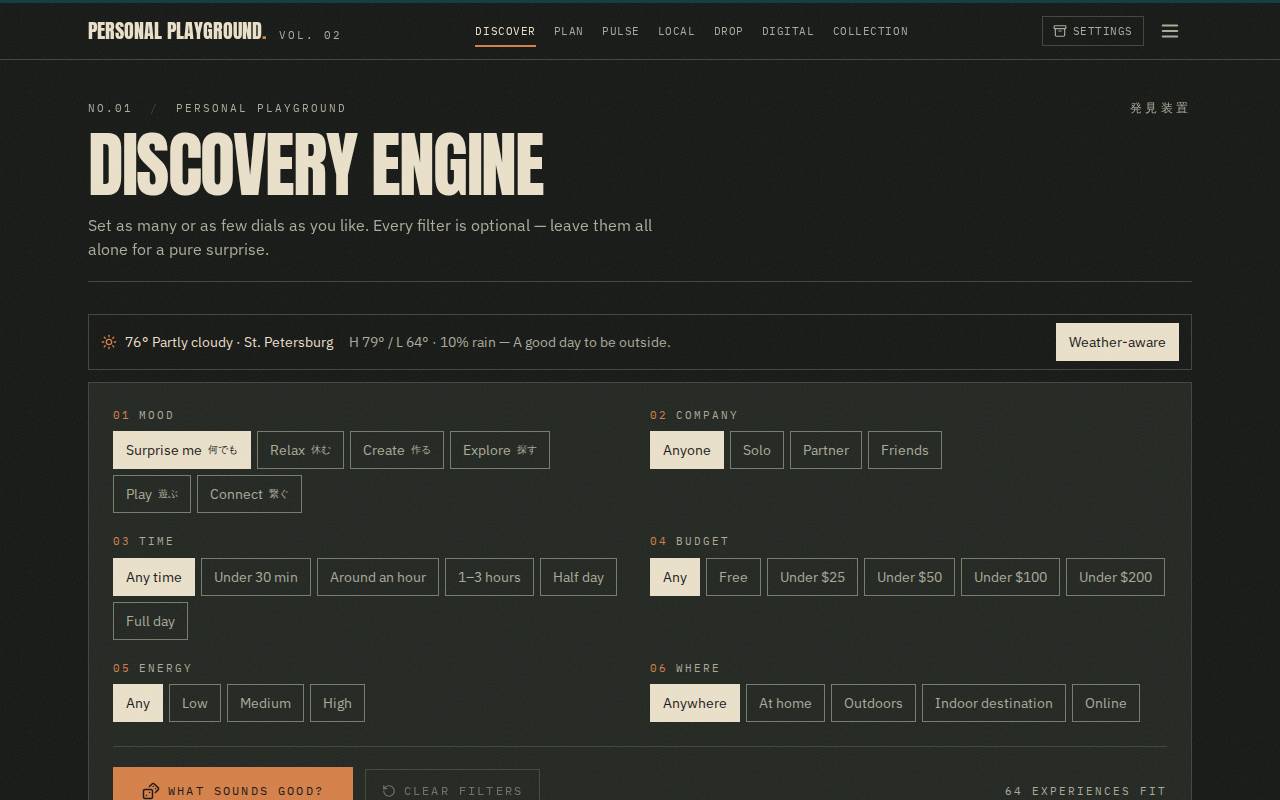 PERSONAL PLAYGROUND. VOL. 02
DISCOVER PLAN PULSE LOCAL DROP DIGITAL COLLECTION
SETTINGS
NO.01 / PERSONAL PLAYGROUND
発見装置
DISCOVERY ENGINE
Set as many or as few dials as you like. Every filter is optional — leave them all
alone for a pure surprise.
76° Partly cloudy · St. Petersburg H 79° / L 64° · 10% rain — A good day to be outside.
Weather-aware
01 MOOD
Surprise me 何でも Relax 休む Create 作る Explore 探す
Play 遊ぶ Connect 繋ぐ
02 COMPANY
Anyone Solo Partner Friends
03 TIME
Any time Under 30 min Around an hour 1–3 hours Half day
Full day
04 BUDGET
Any Free Under $25 Under $50 Under $100 Under $200
05 ENERGY
Any Low Medium High
06 WHERE
Anywhere At home Outdoors Indoor destination Online
WHAT SOUNDS GOOD? CLEAR FILTERS 64 EXPERIENCES FIT